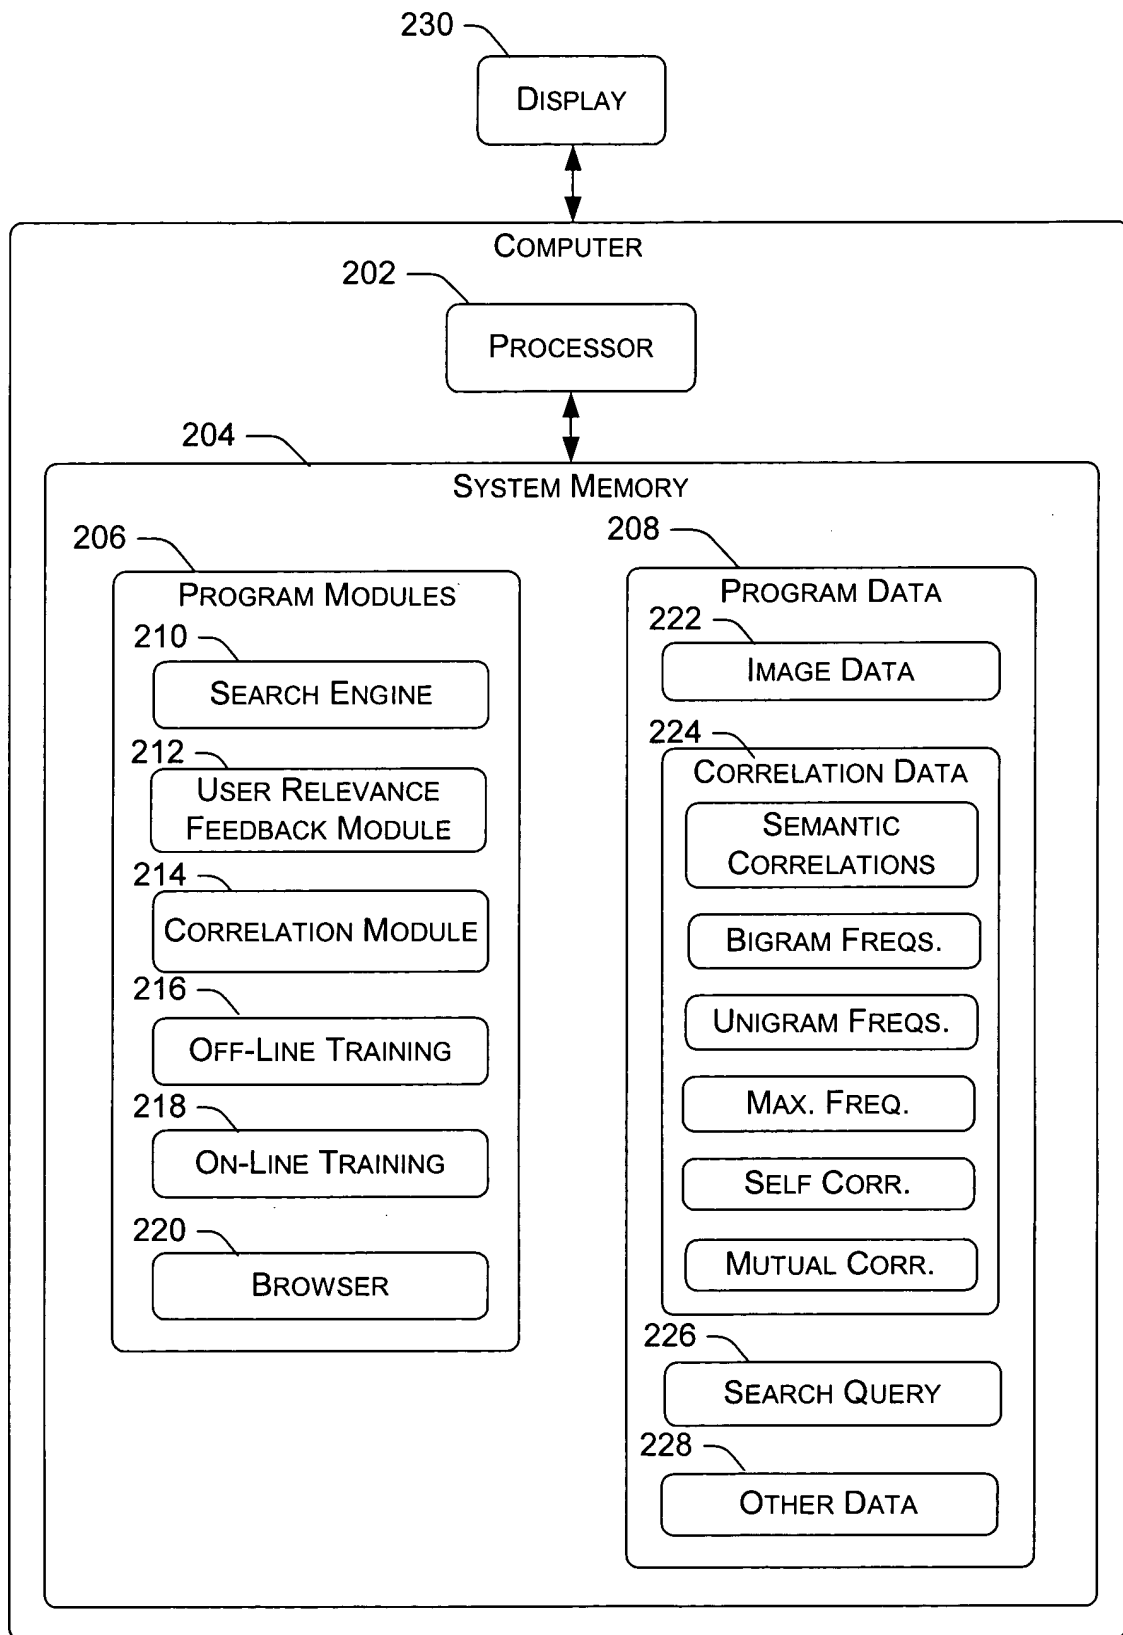 230
DISPLAY
COMPUTER
202
PROCESSOR
204
SYSTEM MEMORY
206
PROGRAM MODULES
210
SEARCH ENGINE
212
USER RELEVANCE
FEEDBACK MODULE
214
CORRELATION MODULE
216
OFF-LINE TRAINING
218
ON-LINE TRAINING
220
BROWSER
208
PROGRAM DATA
222
IMAGE DATA
224
CORRELATION DATA
SEMANTIC
CORRELATIONS
BIGRAM FREQS.
UNIGRAM FREQS.
MAX. FREQ.
SELF CORR.
MUTUAL CORR.
226
SEARCH QUERY
228
OTHER DATA